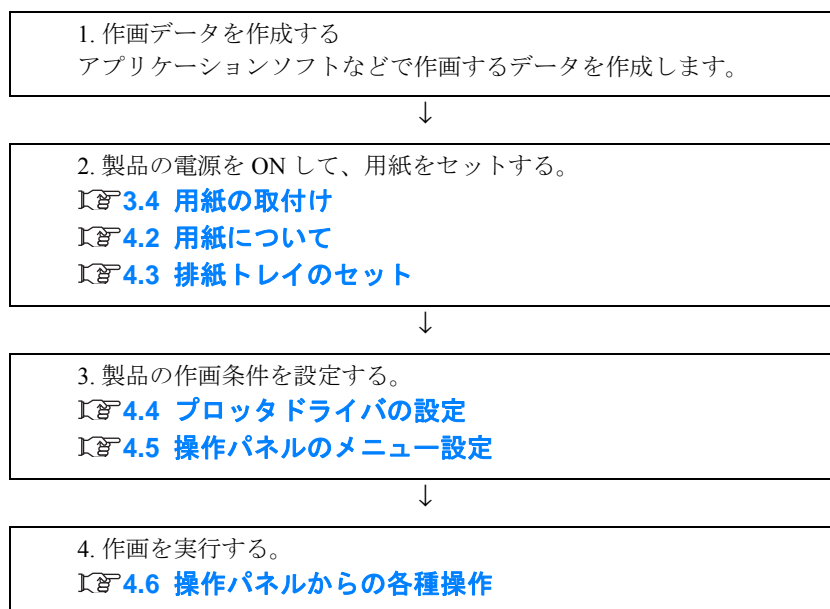 1. 作画データを作成する
アプリケーションソフトなどで作画するデータを作成します。
↓
2. 製品の電源を ON して、用紙をセットする。
3.4 用紙の取付け
4.2 用紙について
4.3 排紙トレイのセット
↓
3. 製品の作画条件を設定する。
4.4 プロッタドライバの設定
4.5 操作パネルのメニュー設定
↓
4. 作画を実行する。
4.6 操作パネルからの各種操作